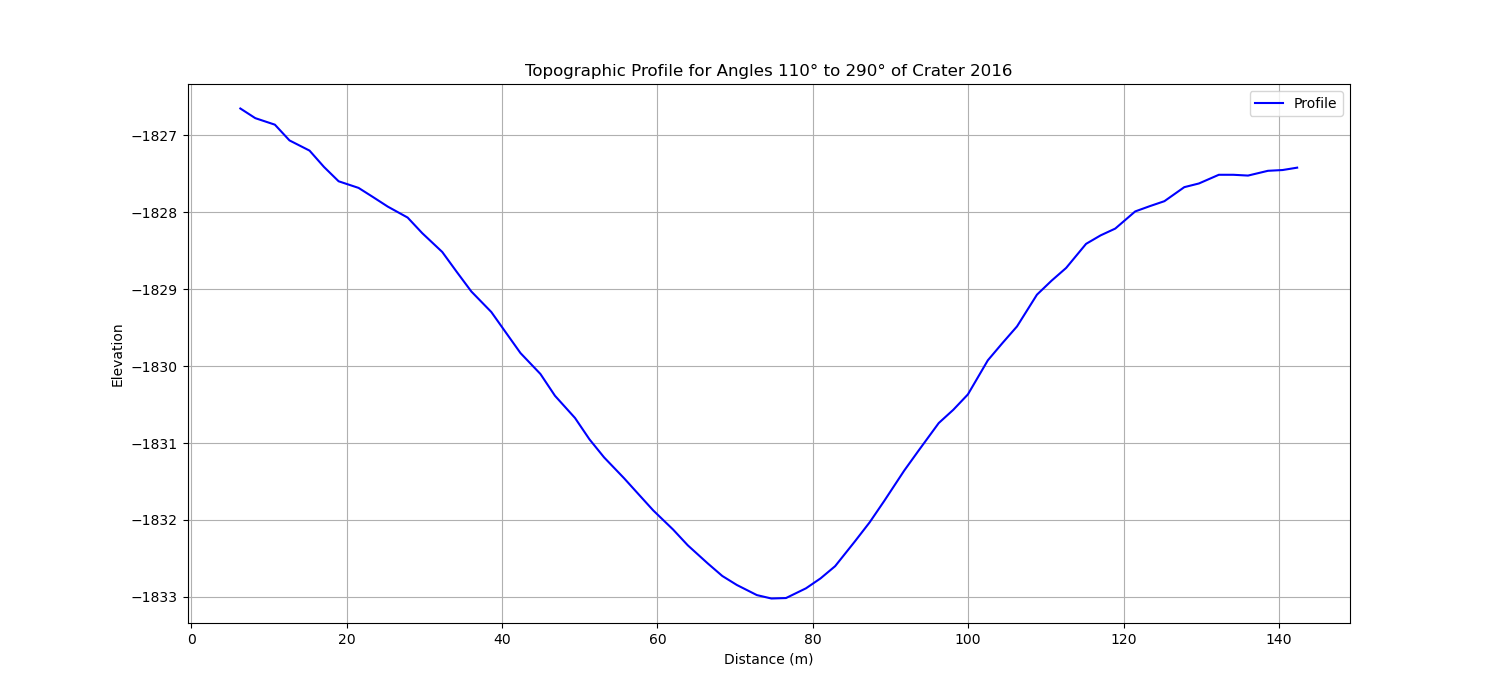 Topographic Profile for Angles 110° to 290° of Crater 2016
Profile
−1827
−1828
−1829
−1830
−1831
−1832
−1833
Elevation
0 20 40 60 80 100 120 140
Distance (m)